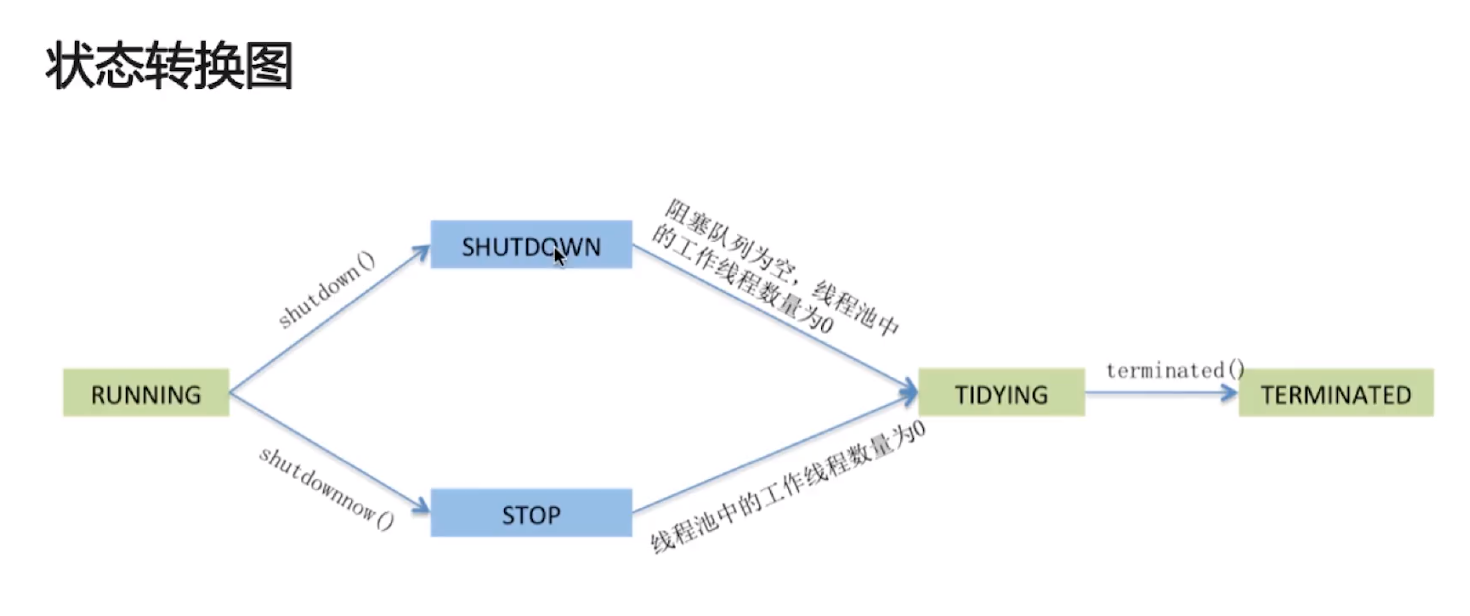 状态转换图
RUNNING
shutdown()
shutdownnow()
SHUTDOWN
STOP
阻塞队列为空，线程池中
的工作线程数量为0
线程池中的工作线程数量为0
TIDYING
terminated()
TERMINATED